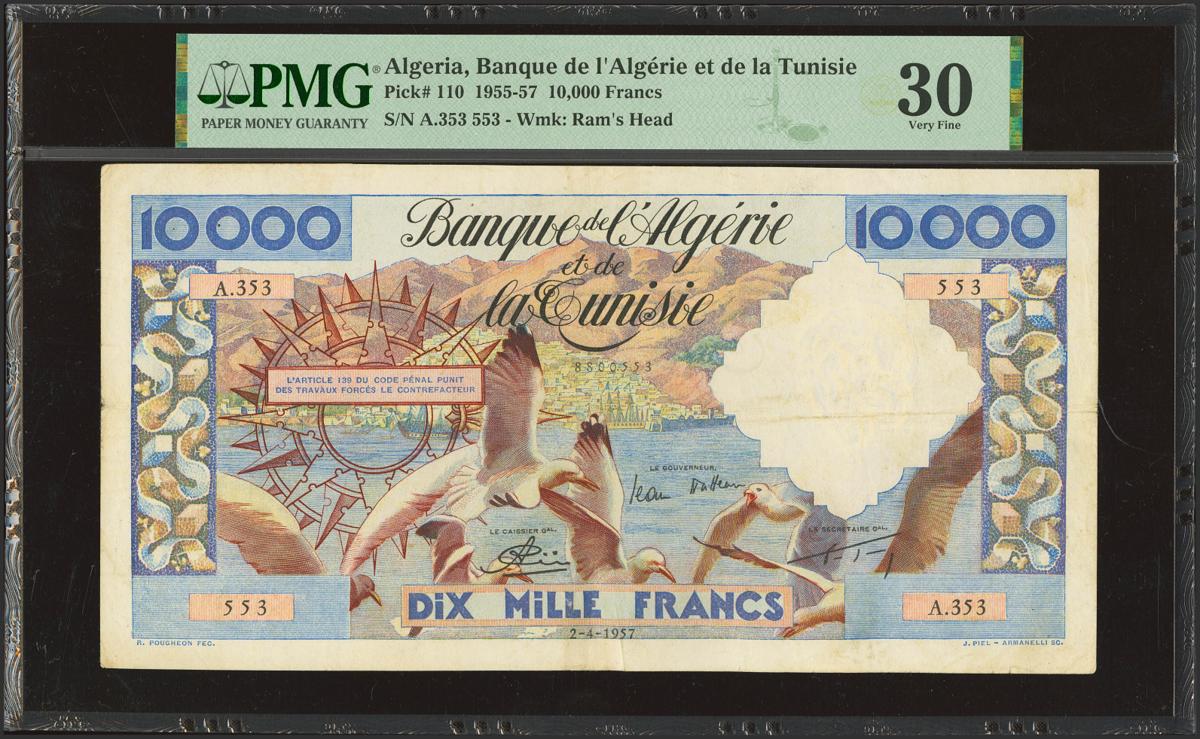 PMG®
PAPER MONEY GUARANTY
Algeria, Banque de l'Algérie et de la Tunisie
Pick# 110 1955-57 10,000 Francs
S/N A.353 553 - Wmk: Ram's Head
30
Very Fine
10000
Banque de l'Algérie
et de
la Tunisie
10000
A.353
553
8800553
L'ARTICLE 139 DU CODE PÉNAL PUNIT
DES TRAVAUX FORCÉS LE CONTREFACTEUR
LE GOUVERNEUR,
LE CAISSIER GAL.
LE SECRÉTAIRE GAL.
553
DIX MILLE FRANCS
A.353
2-4-1957
R. POUGHEON FEC.
J. PIEL - ARMANELLI SC.